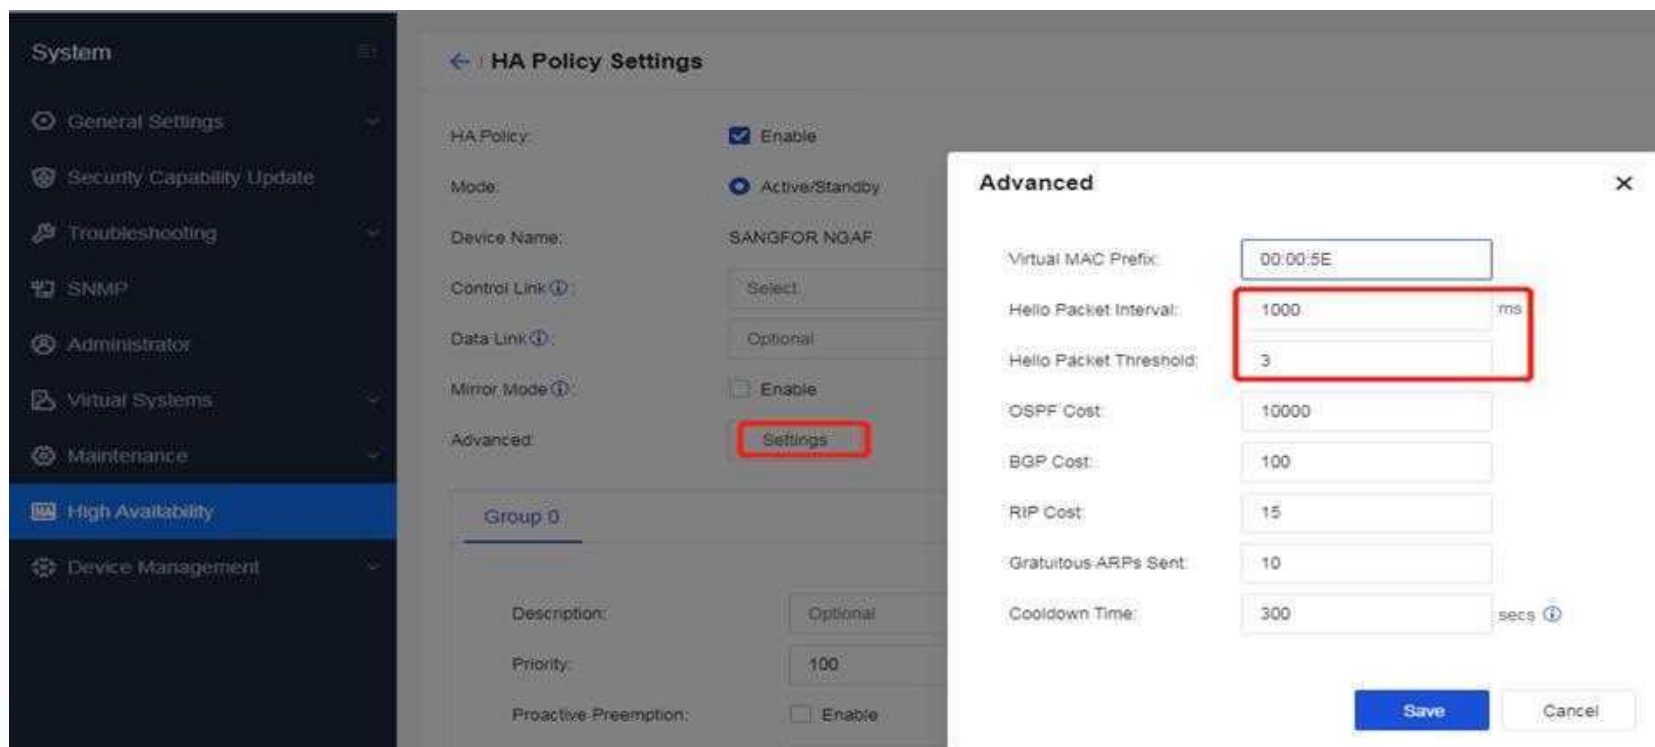 System
General Settings
Security Capability Update
Troubleshooting
SNMP
Administrator
Virtual Systems
Maintenance
HA High Availability
Device Management
HA Policy Settings
HA Policy: Enable
Mode: Active/Standby
Device Name: SANGFOR NGAF
Control Link: Select
Data Link: Optional
Mirror Mode: Enable
Advanced: Settings
Group 0
Description: Optional
Priority: 100
Proactive Preemption: Enable
Advanced
Virtual MAC Prefix: 00:00:5E
Hello Packet Interval: 1000 ms
Hello Packet Threshold: 3
OSPF Cost: 10000
BGP Cost: 100
RIP Cost: 15
Gratuitous ARPs Sent: 10
Cooldown Time: 300 secs
Save Cancel